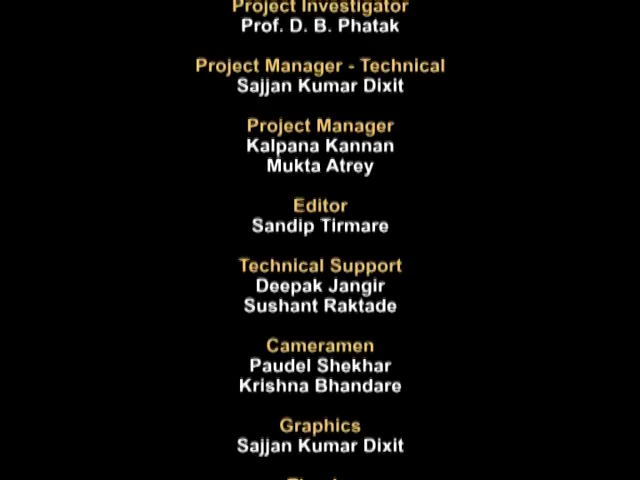 Project Investigator
Prof. D. B. Phatak
Project Manager - Technical
Sajjan Kumar Dixit
Project Manager
Kalpana Kannan
Mukta Atrey
Editor
Sandip Tirmare
Technical Support
Deepak Jangir
Sushant Raktade
Cameramen
Paudel Shekhar
Krishna Bhandare
Graphics
Sajjan Kumar Dixit